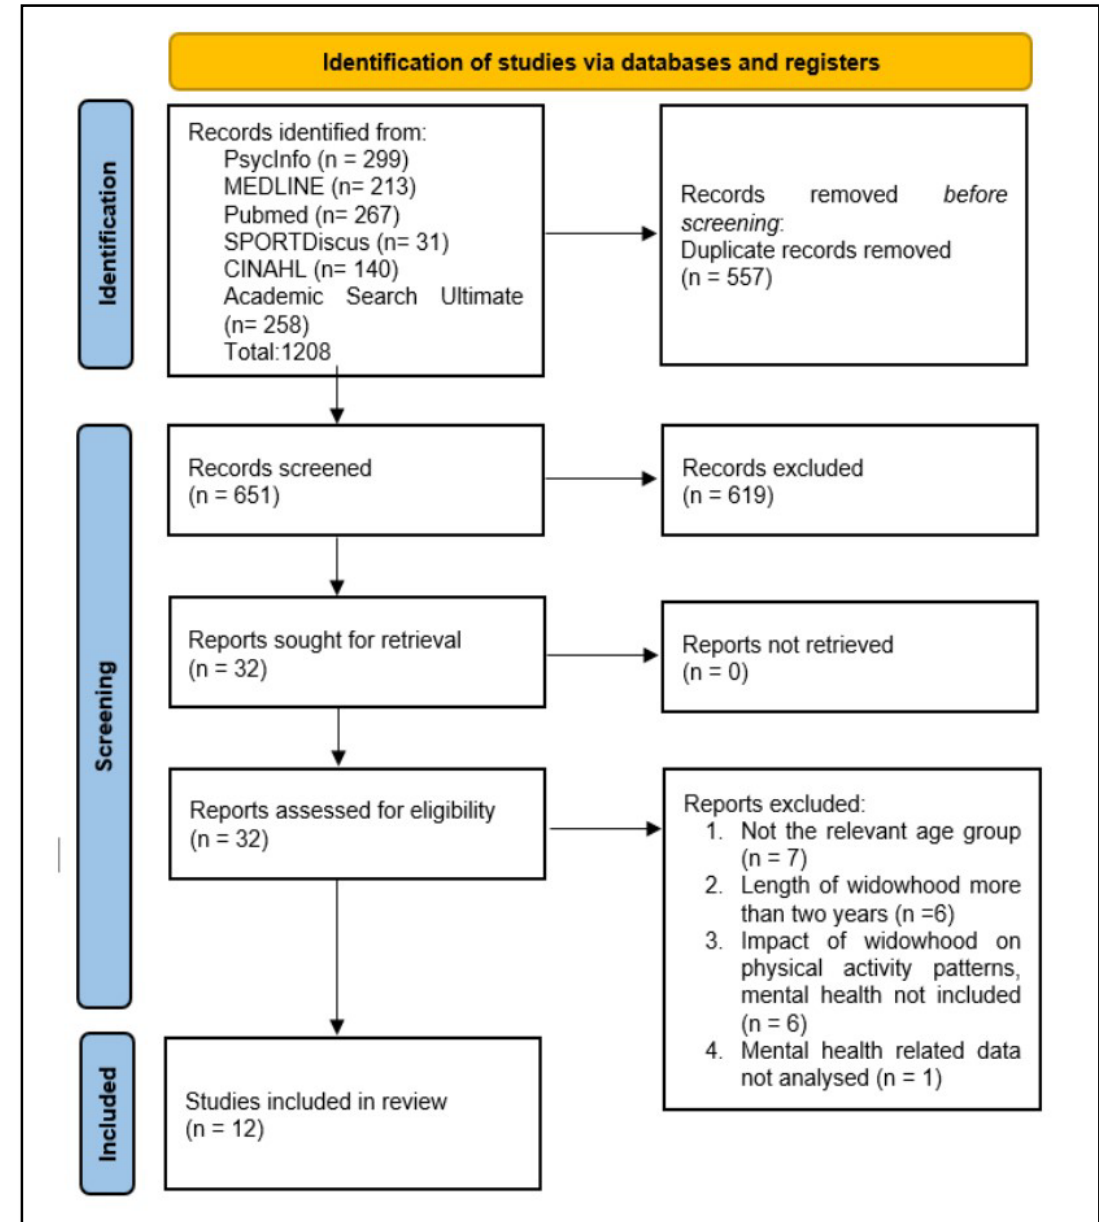 Identification of studies via databases and registers
Identification
Records identified from:
PsycInfo (n = 299)
MEDLINE (n= 213)
Pubmed (n= 267)
SPORTDiscus (n= 31)
CINAHL (n= 140)
Academic Search Ultimate
(n= 258)
Total:1208
Records removed before
screening:
Duplicate records removed
(n = 557)
Screening
Records screened
(n = 651)
Records excluded
(n = 619)
Reports sought for retrieval
(n = 32)
Reports not retrieved
(n = 0)
Reports assessed for eligibility
(n = 32)
Reports excluded:
1. Not the relevant age group
(n = 7)
2. Length of widowhood more
than two years (n =6)
3. Impact of widowhood on
physical activity patterns,
mental health not included
(n = 6)
4. Mental health related data
not analysed (n = 1)
Included
Studies included in review
(n = 12)